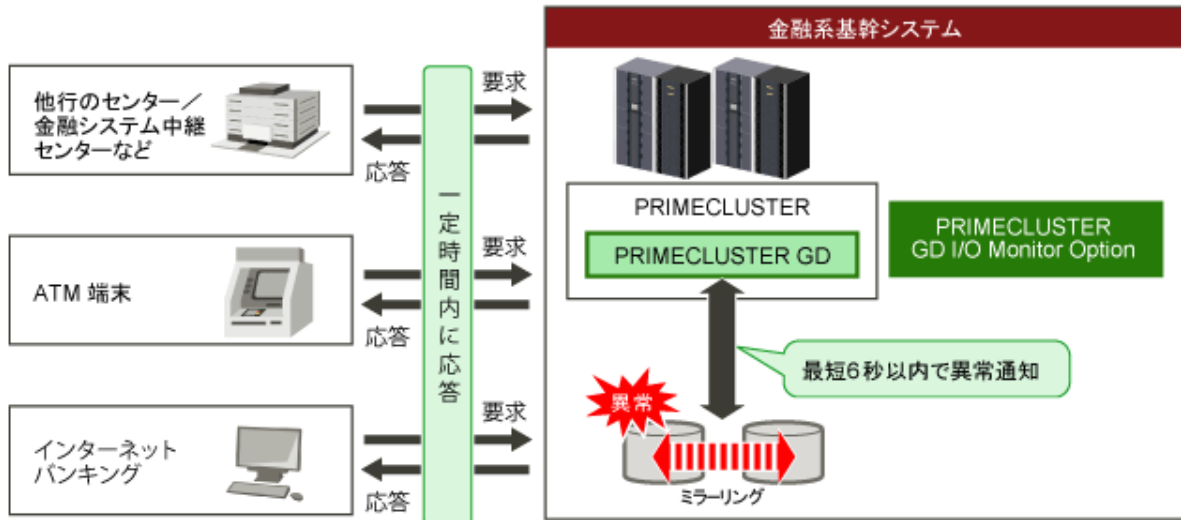 金融系基幹システム
他行のセンター／
金融システム中継
センターなど
要求
応答
ATM 端末
要求
応答
インターネット
バンキング
要求
応答
一定時間内に応答
PRIMECLUSTER
PRIMECLUSTER GD
PRIMECLUSTER
GD I/O Monitor Option
最短6秒以内で異常通知
異常
ミラーリング